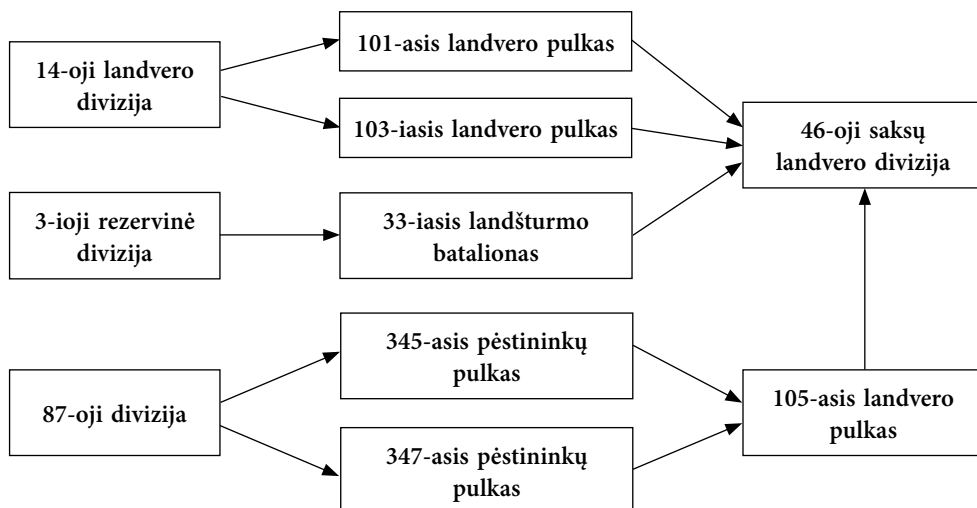 14-oji landvero
divizija
101-asis landvero pulkas
103-iasis landvero pulkas
46-oji saksų
landvero divizija
3-ioji rezervinė
divizija
33-iasis landšturmo
batalionas
87-oji divizija
345-asis pėstininkų
pulkas
347-asis pėstininkų
pulkas
105-asis landvero
pulkas